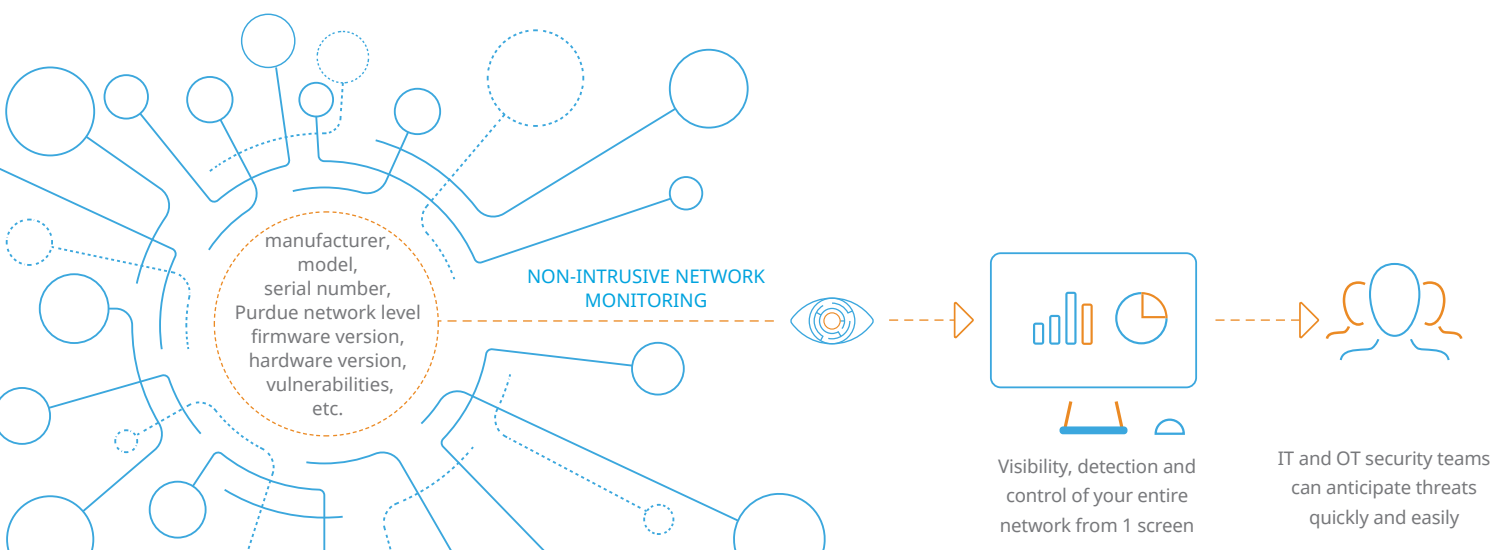 manufacturer,
model,
serial number,
Purdue network level
firmware version,
hardware version,
vulnerabilities,
etc.
NON-INTRUSIVE NETWORK
MONITORING
Visibility, detection and
control of your entire
network from 1 screen
IT and OT security teams
can anticipate threats
quickly and easily